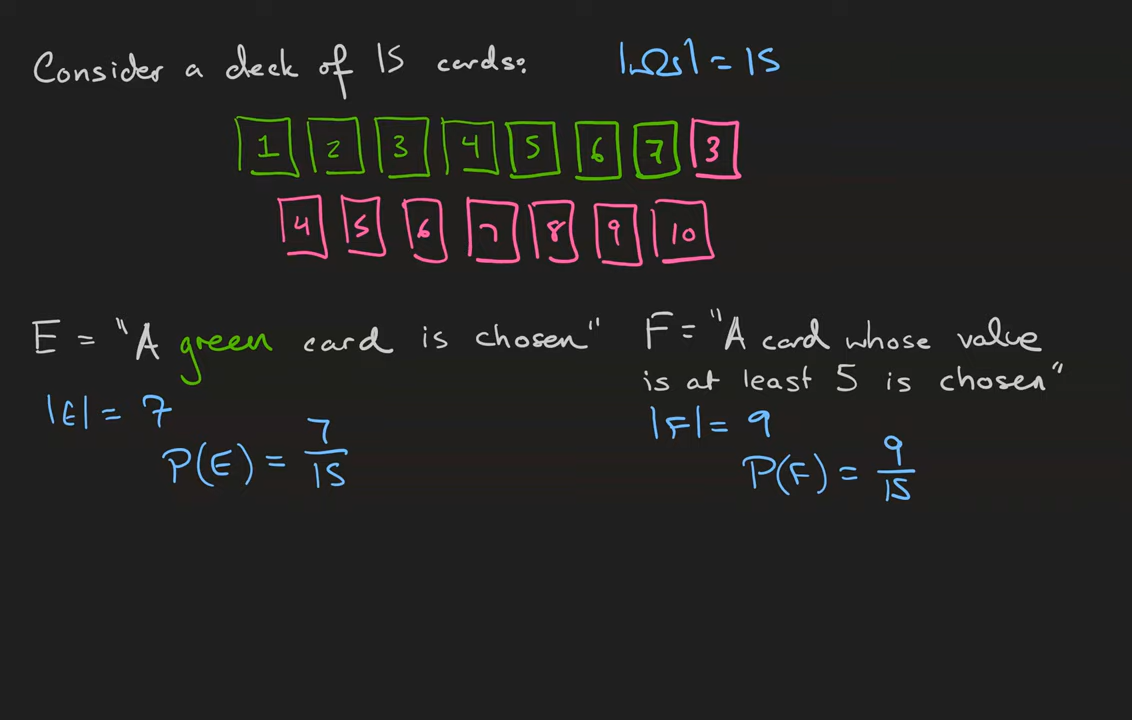 Consider a deck of 15 cards: |Ω| = 15
1 2 3 4 5 6 7 3
4 5 6 7 8 9 10
E = "A green card is chosen"
|E| = 7
P(E) = 7/15
F = "A card whose value
is at least 5 is chosen"
|F| = 9
P(F) = 9/15